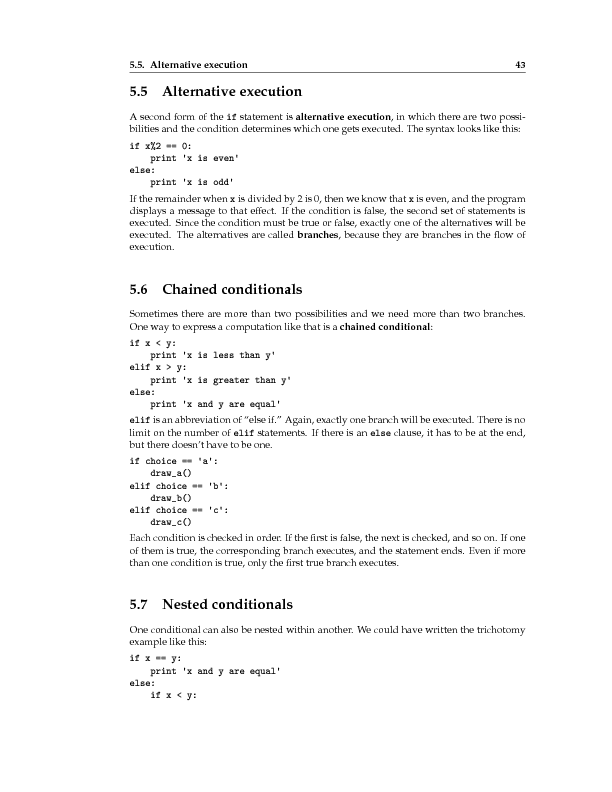 5.5. Alternative execution 43
5.5 Alternative execution
A second form of the if statement is alternative execution, in which there are two possi-
bilities and the condition determines which one gets executed. The syntax looks like this:
if x%2 == 0:
    print 'x is even'
else:
    print 'x is odd'
If the remainder when x is divided by 2 is 0, then we know that x is even, and the program
displays a message to that effect. If the condition is false, the second set of statements is
executed. Since the condition must be true or false, exactly one of the alternatives will be
executed. The alternatives are called branches, because they are branches in the flow of
execution.
5.6 Chained conditionals
Sometimes there are more than two possibilities and we need more than two branches.
One way to express a computation like that is a chained conditional:
if x < y:
    print 'x is less than y'
elif x > y:
    print 'x is greater than y'
else:
    print 'x and y are equal'
elif is an abbreviation of “else if.” Again, exactly one branch will be executed. There is no
limit on the number of elif statements. If there is an else clause, it has to be at the end,
but there doesn’t have to be one.
if choice == 'a':
    draw_a()
elif choice == 'b':
    draw_b()
elif choice == 'c':
    draw_c()
Each condition is checked in order. If the first is false, the next is checked, and so on. If one
of them is true, the corresponding branch executes, and the statement ends. Even if more
than one condition is true, only the first true branch executes.
5.7 Nested conditionals
One conditional can also be nested within another. We could have written the trichotomy
example like this:
if x == y:
    print 'x and y are equal'
else:
    if x < y: